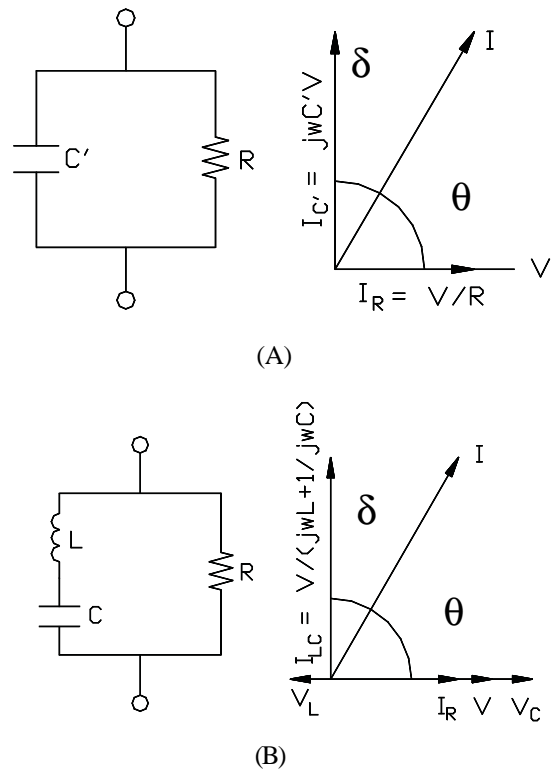 C'
R
I_C' = jwC'V
δ
I
θ
V
I_R = V/R
(A)
L
C
R
I_LC = V/(jwL+1/jwC)
δ
I
θ
V_L
I_R
V
V_C
(B)